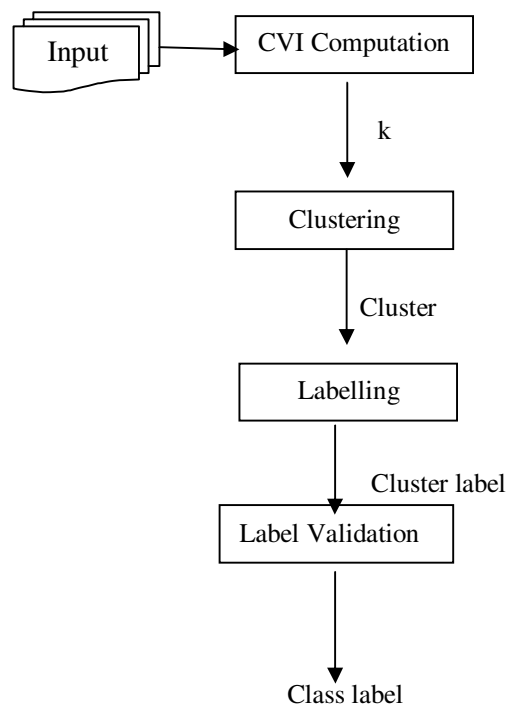 Input
CVI Computation
k
Clustering
Cluster
Labelling
Cluster label
Label Validation
Class label